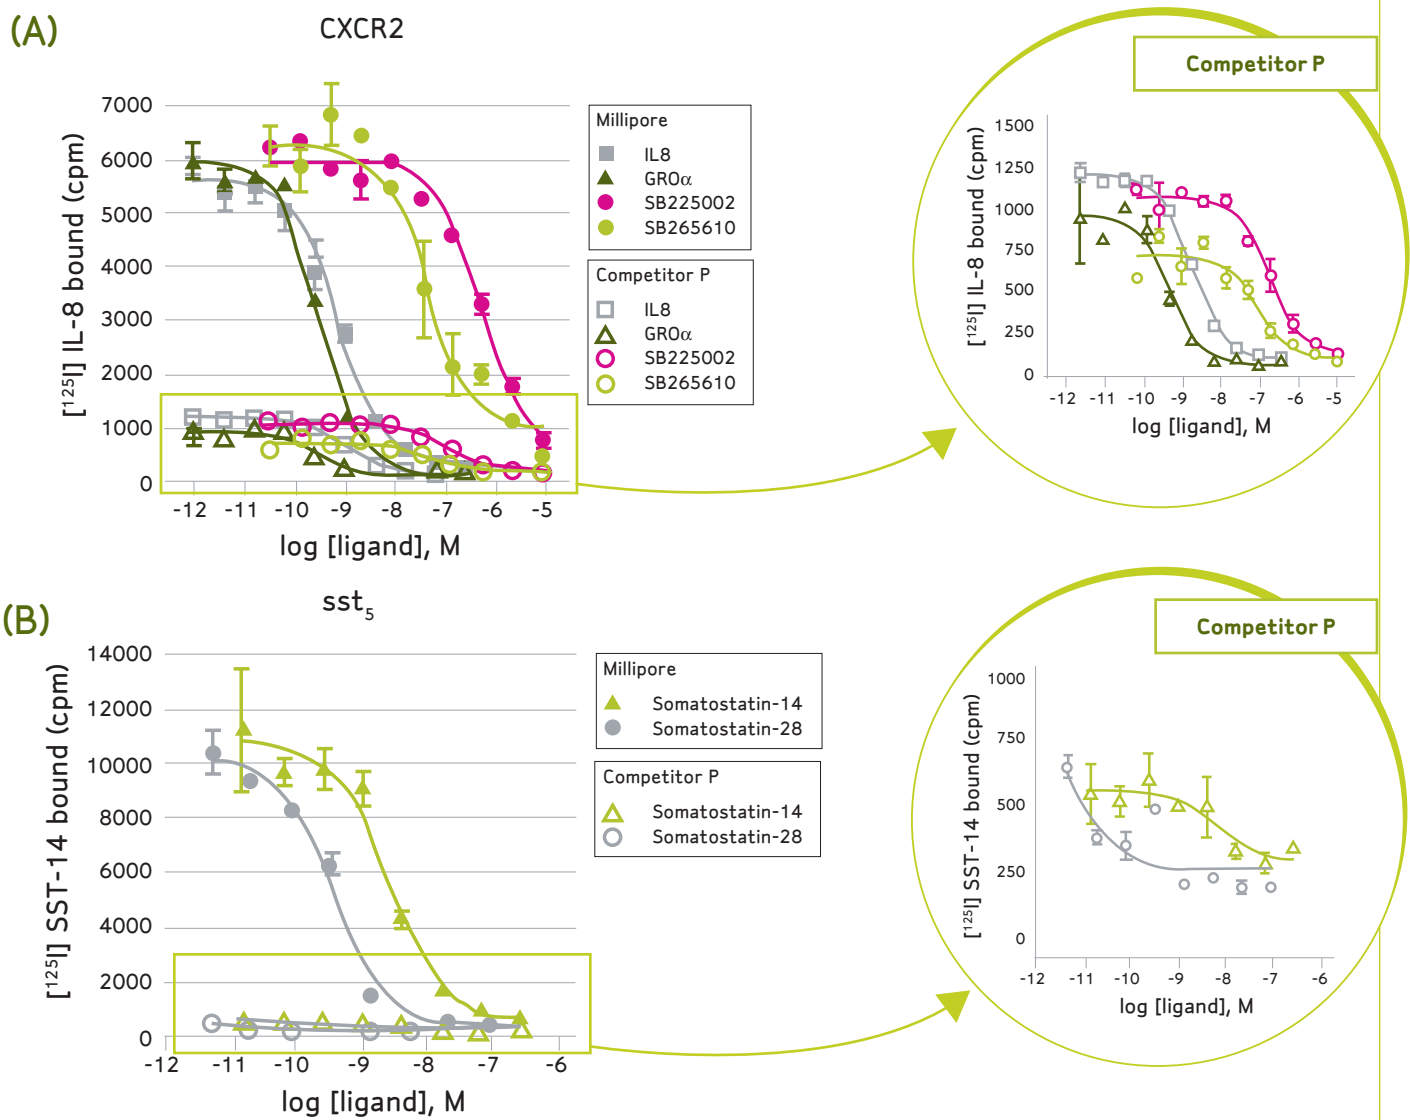 (A)
CXCR2
[125I] IL-8 bound (cpm)
7000
6000
5000
4000
3000
2000
1000
0
-12 -11 -10 -9 -8 -7 -6 -5
log [ligand], M
Millipore
IL8
GROα
SB225002
SB265610
Competitor P
IL8
GROα
SB225002
SB265610
Competitor P
[125I] IL-8 bound (cpm)
1500
1250
1000
750
500
250
0
-12 -11 -10 -9 -8 -7 -6 -5
log [ligand], M
(B)
sst5
[125I] SST-14 bound (cpm)
14000
12000
10000
8000
6000
4000
2000
0
-12 -11 -10 -9 -8 -7 -6
log [ligand], M
Millipore
Somatostatin-14
Somatostatin-28
Competitor P
Somatostatin-14
Somatostatin-28
Competitor P
[125I] SST-14 bound (cpm)
1000
750
500
250
0
-12 -11 -10 -9 -8 -7 -6
log [ligand], M